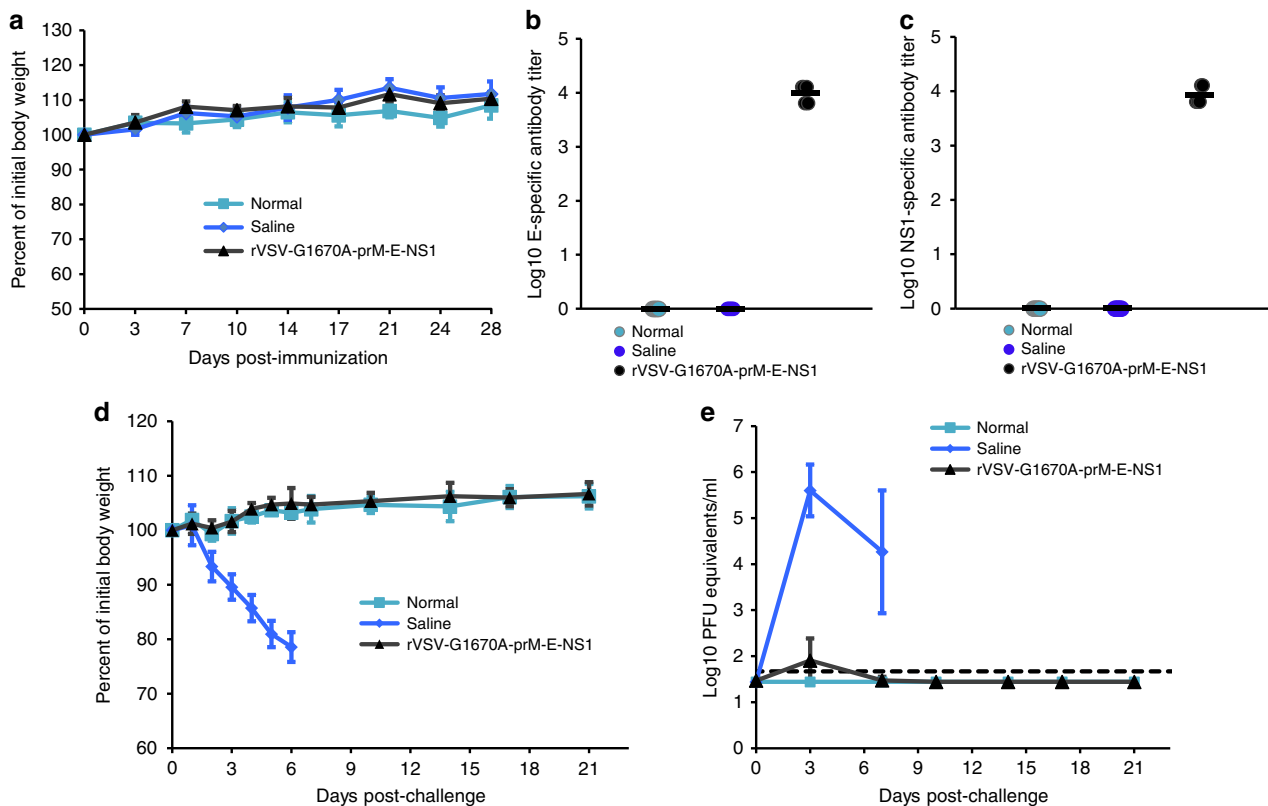 a
Percent of initial body weight
130
120
110
100
90
80
70
60
50
Normal
Saline
rVSV-G1670A-prM-E-NS1
0 3 7 10 14 17 21 24 28
Days post-immunization
b
Log10 E-specific antibody titer
5
4
3
2
1
0
Normal
Saline
rVSV-G1670A-prM-E-NS1
c
Log10 NS1-specific antibody titer
5
4
3
2
1
0
Normal
Saline
rVSV-G1670A-prM-E-NS1
d
Percent of initial body weight
120
110
100
90
80
70
60
Normal
Saline
rVSV-G1670A-prM-E-NS1
0 3 6 9 12 15 18 21
Days post-challenge
e
Log10 PFU equivalents/ml
7
6
5
4
3
2
1
0
Normal
Saline
rVSV-G1670A-prM-E-NS1
0 3 6 9 12 15 18 21
Days post-challenge